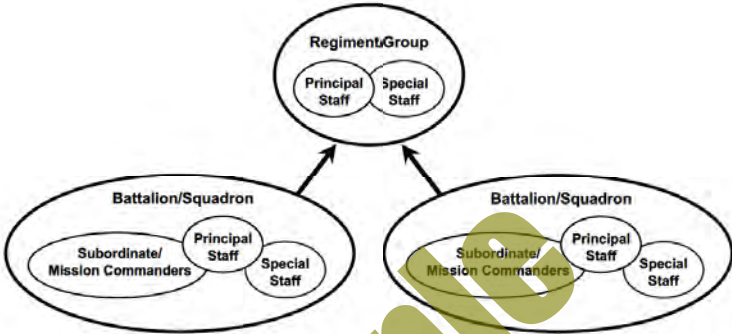 Regiment/Group
Principal
Staff
Special
Staff
Battalion/Squadron
Subordinate/
Mission Commanders
Principal
Staff
Special
Staff
Battalion/Squadron
Subordinate/
Mission Commanders
Principal
Staff
Special
Staff